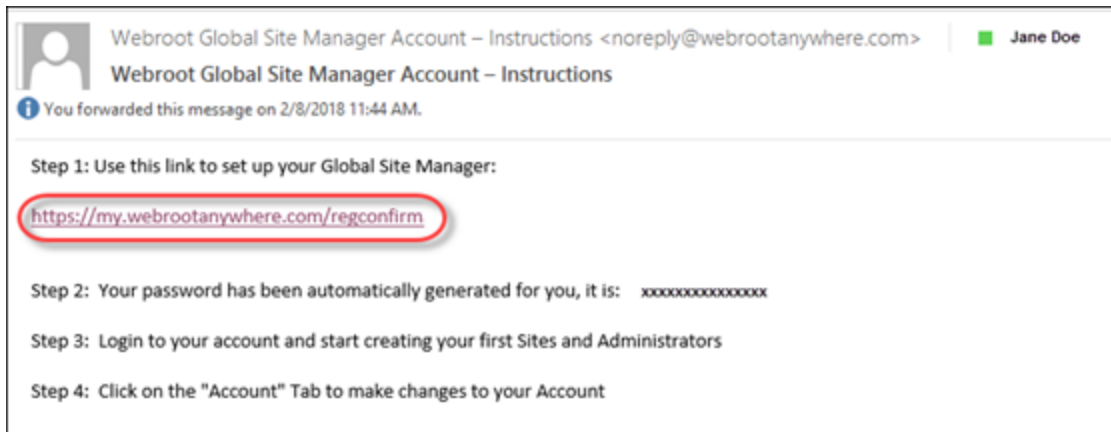 Webroot Global Site Manager Account – Instructions <noreply@webrootanywhere.com>
Jane Doe
Webroot Global Site Manager Account – Instructions
You forwarded this message on 2/8/2018 11:44 AM.
Step 1: Use this link to set up your Global Site Manager:
https://my.webrootanywhere.com/regconfirm
Step 2: Your password has been automatically generated for you, it is: xxxxxxxxxxxxxxx
Step 3: Login to your account and start creating your first Sites and Administrators
Step 4: Click on the "Account" Tab to make changes to your Account